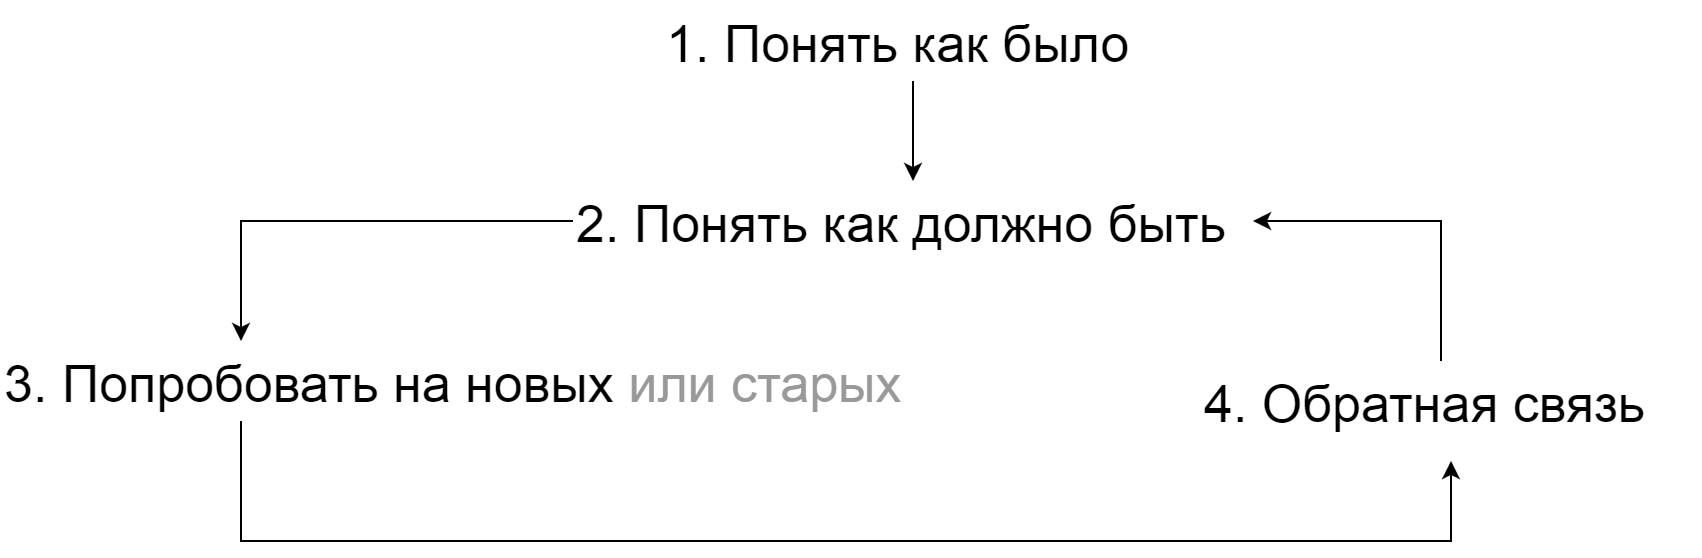 1. Понять как было
2. Понять как должно быть
3. Попробовать на новых или старых
4. Обратная связь